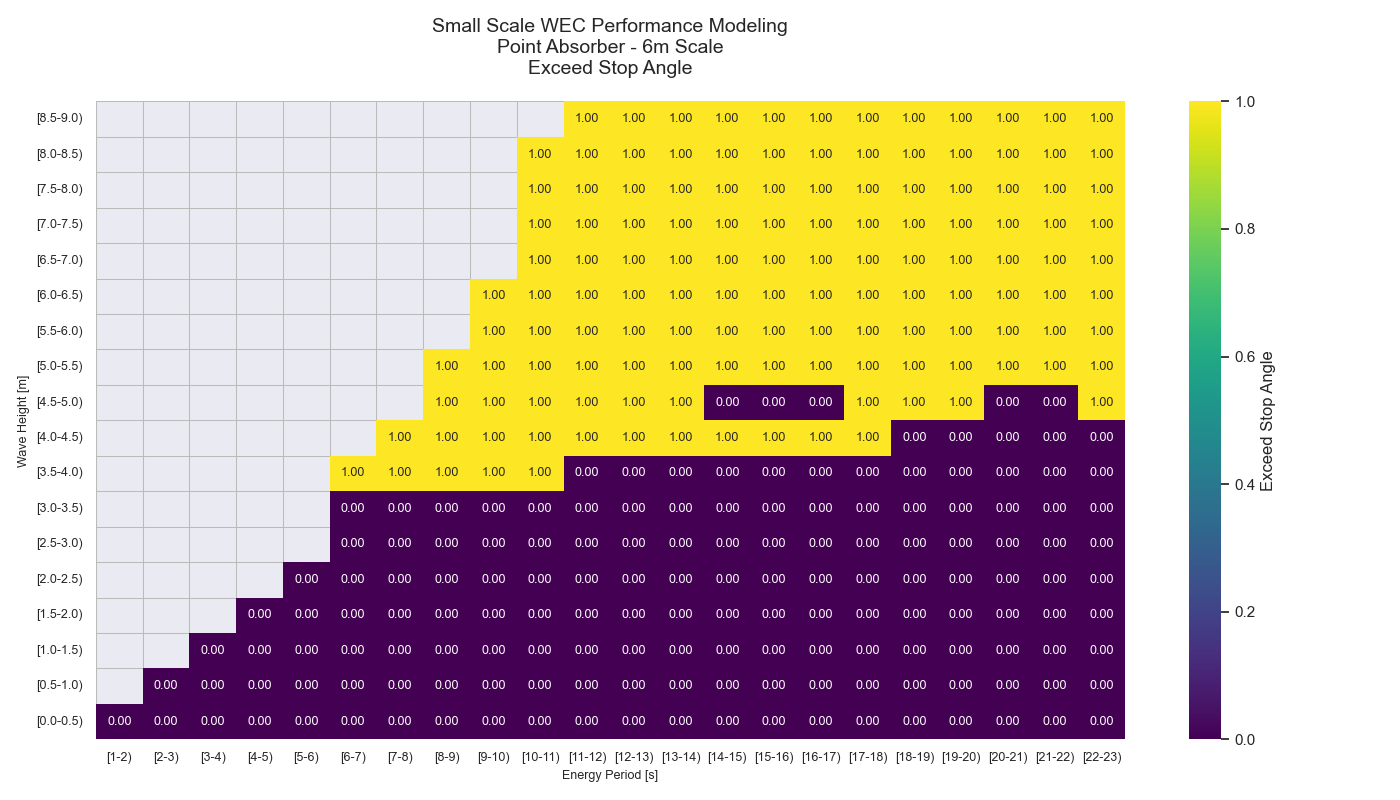 Small Scale WEC Performance Modeling
Point Absorber - 6m Scale
Exceed Stop Angle
[8.5-9.0) 1.00 1.00 1.00 1.00 1.00 1.00 1.00 1.00 1.00 1.00 1.00 1.00
[8.0-8.5) 1.00 1.00 1.00 1.00 1.00 1.00 1.00 1.00 1.00 1.00 1.00 1.00 1.00
[7.5-8.0) 1.00 1.00 1.00 1.00 1.00 1.00 1.00 1.00 1.00 1.00 1.00 1.00 1.00
[7.0-7.5) 1.00 1.00 1.00 1.00 1.00 1.00 1.00 1.00 1.00 1.00 1.00 1.00 1.00
[6.5-7.0) 1.00 1.00 1.00 1.00 1.00 1.00 1.00 1.00 1.00 1.00 1.00 1.00 1.00
[6.0-6.5) 1.00 1.00 1.00 1.00 1.00 1.00 1.00 1.00 1.00 1.00 1.00 1.00 1.00 1.00
[5.5-6.0) 1.00 1.00 1.00 1.00 1.00 1.00 1.00 1.00 1.00 1.00 1.00 1.00 1.00 1.00
[5.0-5.5) 1.00 1.00 1.00 1.00 1.00 1.00 1.00 1.00 1.00 1.00 1.00 1.00 1.00 1.00 1.00
[4.5-5.0) 1.00 1.00 1.00 1.00 1.00 1.00 0.00 0.00 0.00 1.00 1.00 1.00 0.00 0.00 1.00
[4.0-4.5) 1.00 1.00 1.00 1.00 1.00 1.00 1.00 1.00 1.00 1.00 1.00 0.00 0.00 0.00 0.00 0.00
[3.5-4.0) 1.00 1.00 1.00 1.00 1.00 0.00 0.00 0.00 0.00 0.00 0.00 0.00 0.00 0.00 0.00 0.00 0.00
[3.0-3.5) 0.00 0.00 0.00 0.00 0.00 0.00 0.00 0.00 0.00 0.00 0.00 0.00 0.00 0.00 0.00 0.00 0.00
[2.5-3.0) 0.00 0.00 0.00 0.00 0.00 0.00 0.00 0.00 0.00 0.00 0.00 0.00 0.00 0.00 0.00 0.00 0.00
[2.0-2.5) 0.00 0.00 0.00 0.00 0.00 0.00 0.00 0.00 0.00 0.00 0.00 0.00 0.00 0.00 0.00 0.00 0.00 0.00
[1.5-2.0) 0.00 0.00 0.00 0.00 0.00 0.00 0.00 0.00 0.00 0.00 0.00 0.00 0.00 0.00 0.00 0.00 0.00 0.00 0.00
[1.0-1.5) 0.00 0.00 0.00 0.00 0.00 0.00 0.00 0.00 0.00 0.00 0.00 0.00 0.00 0.00 0.00 0.00 0.00 0.00 0.00 0.00
[0.5-1.0) 0.00 0.00 0.00 0.00 0.00 0.00 0.00 0.00 0.00 0.00 0.00 0.00 0.00 0.00 0.00 0.00 0.00 0.00 0.00 0.00 0.00
[0.0-0.5) 0.00 0.00 0.00 0.00 0.00 0.00 0.00 0.00 0.00 0.00 0.00 0.00 0.00 0.00 0.00 0.00 0.00 0.00 0.00 0.00 0.00 0.00
[1-2) [2-3) [3-4) [4-5) [5-6) [6-7) [7-8) [8-9) [9-10) [10-11) [11-12) [12-13) [13-14) [14-15) [15-16) [16-17) [17-18) [18-19) [19-20) [20-21) [21-22) [22-23)
Energy Period [s]
Wave Height [m]
1.0
0.8
0.6
0.4
0.2
0.0
Exceed Stop Angle